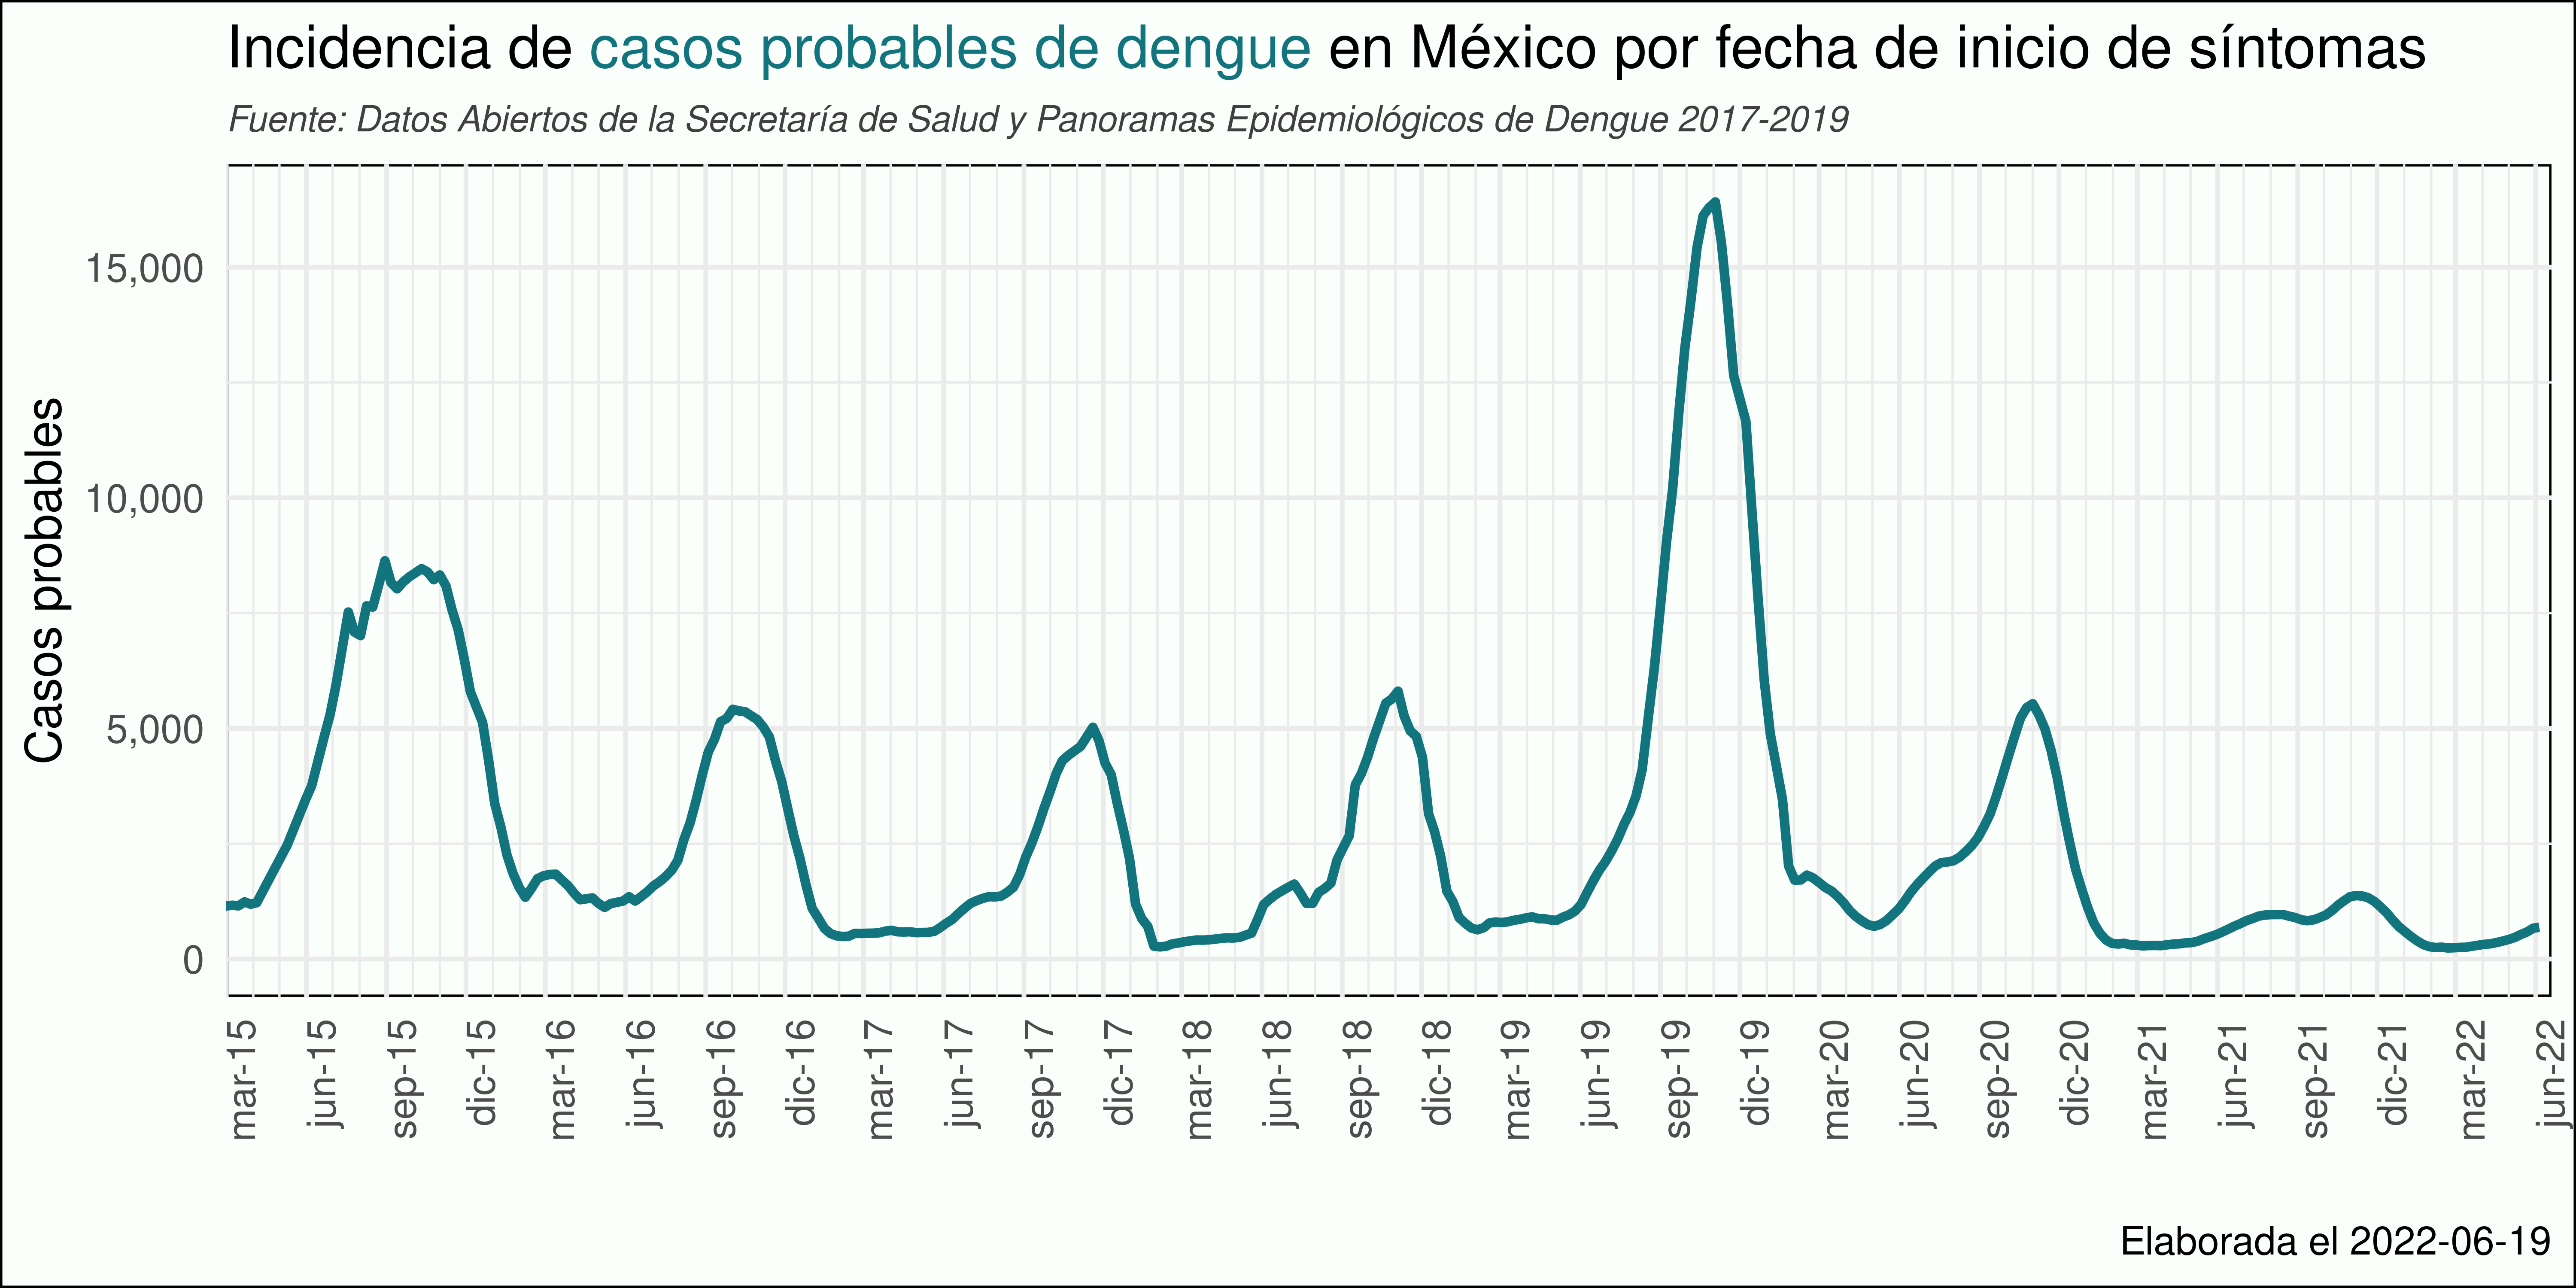 Incidencia de casos probables de dengue en México por fecha de inicio de síntomas
Fuente: Datos Abiertos de la Secretaría de Salud y Panoramas Epidemiológicos de Dengue 2017-2019
Casos probables
15,000
10,000
5,000
0
mar-15
jun-15
sep-15
dic-15
mar-16
jun-16
sep-16
dic-16
mar-17
jun-17
sep-17
dic-17
mar-18
jun-18
sep-18
dic-18
mar-19
jun-19
sep-19
dic-19
mar-20
jun-20
sep-20
dic-20
mar-21
jun-21
sep-21
dic-21
mar-22
jun-22
Elaborada el 2022-06-19